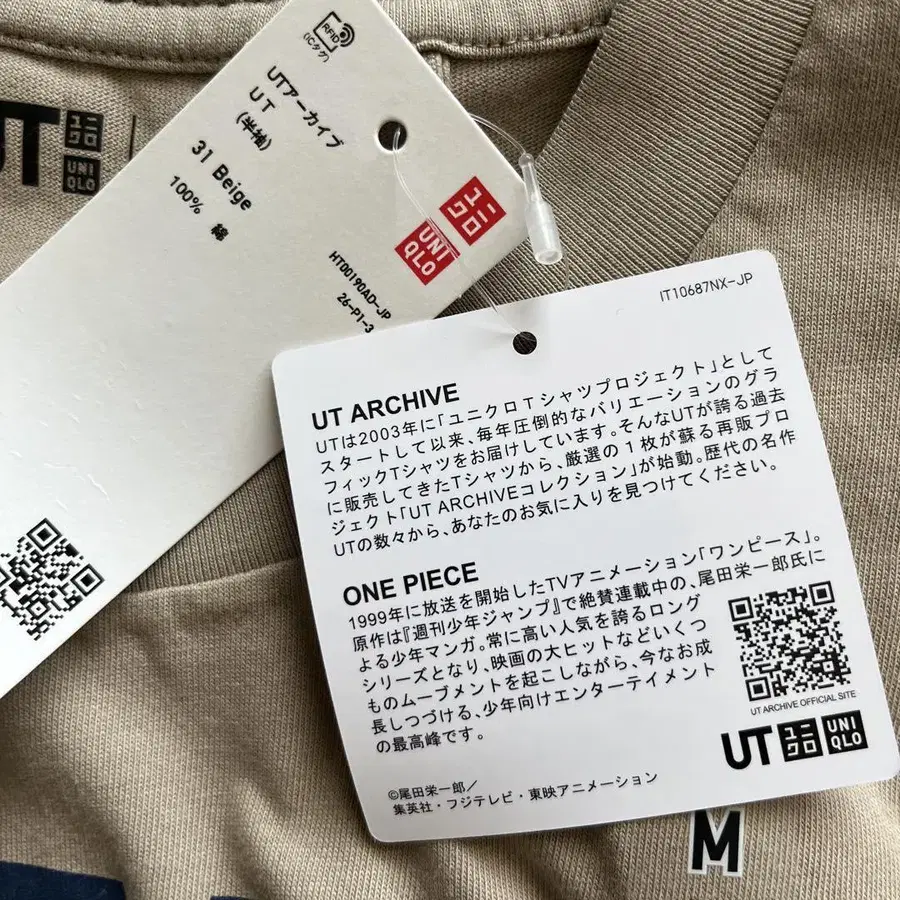 RFID
(ICタグ)
UTアーカイブ
UT
(半袖)
31 Beige
100% 綿
HT00190AD-JP
26-P1-3
ユニ
クロ
UNI
QLO
UT
ユニ
クロ
UNI
QLO
IT10687NX-JP
UT ARCHIVE
UTは2003年に「ユニクロTシャツプロジェクト」として
スタートして以来、毎年圧倒的なバリエーションのグラ
フィックTシャツをお届けしています。そんなUTが誇る過去
に販売してきたTシャツから、厳選の1枚が蘇る再販プロ
ジェクト「UT ARCHIVEコレクション」が始動。歴代の名作
UTの数々から、あなたのお気に入りを見つけてください。
ONE PIECE
1999年に放送を開始したTVアニメーション「ワンピース」。
原作は『週刊少年ジャンプ』で絶賛連載中の、尾田栄一郎氏に
よる少年マンガ。常に高い人気を誇るロング
シリーズとなり、映画の大ヒットなどいくつ
ものムーブメントを起こしながら、今なお成
長しつづける、少年向けエンターテイメント
の最高峰です。
UT ARCHIVE OFFICIAL SITE
UT
ユニ
クロ
UNI
QLO
©尾田栄一郎／
集英社・フジテレビ・東映アニメーション
M